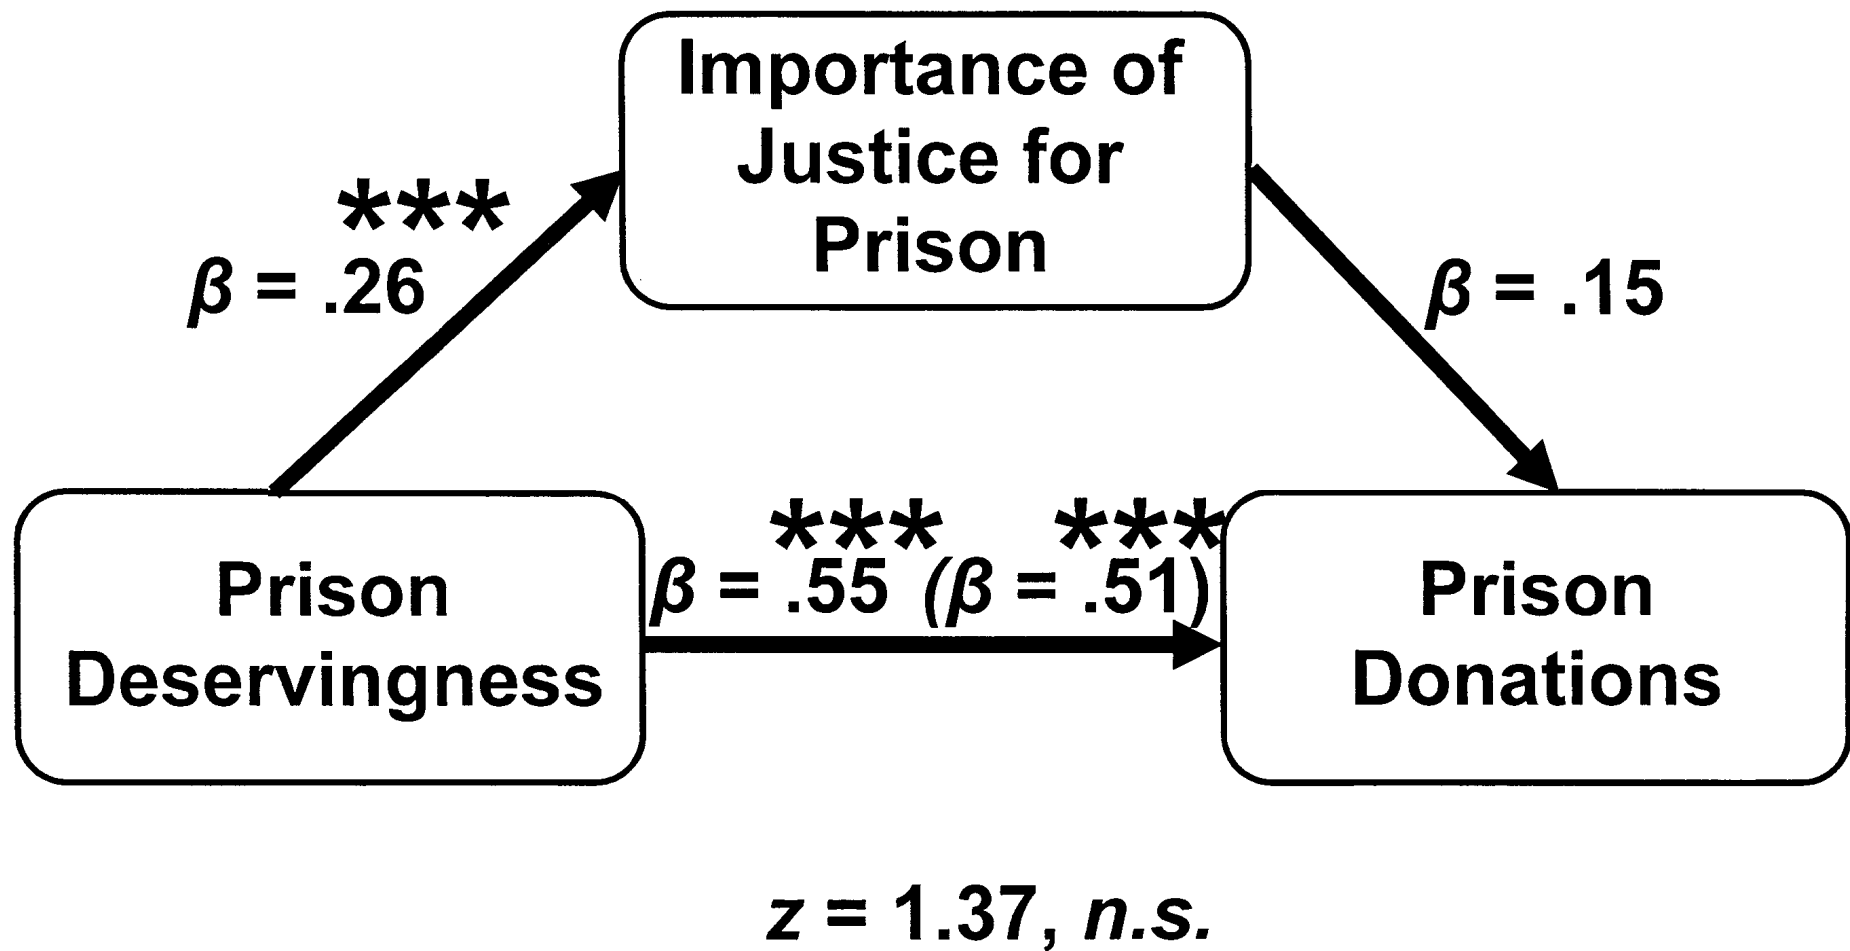 Importance of
Justice for
Prison
***
β = .26
β = .15
*** ***
β = .55 (β = .51)
Prison
Deservingness
Prison
Donations
z = 1.37, n.s.